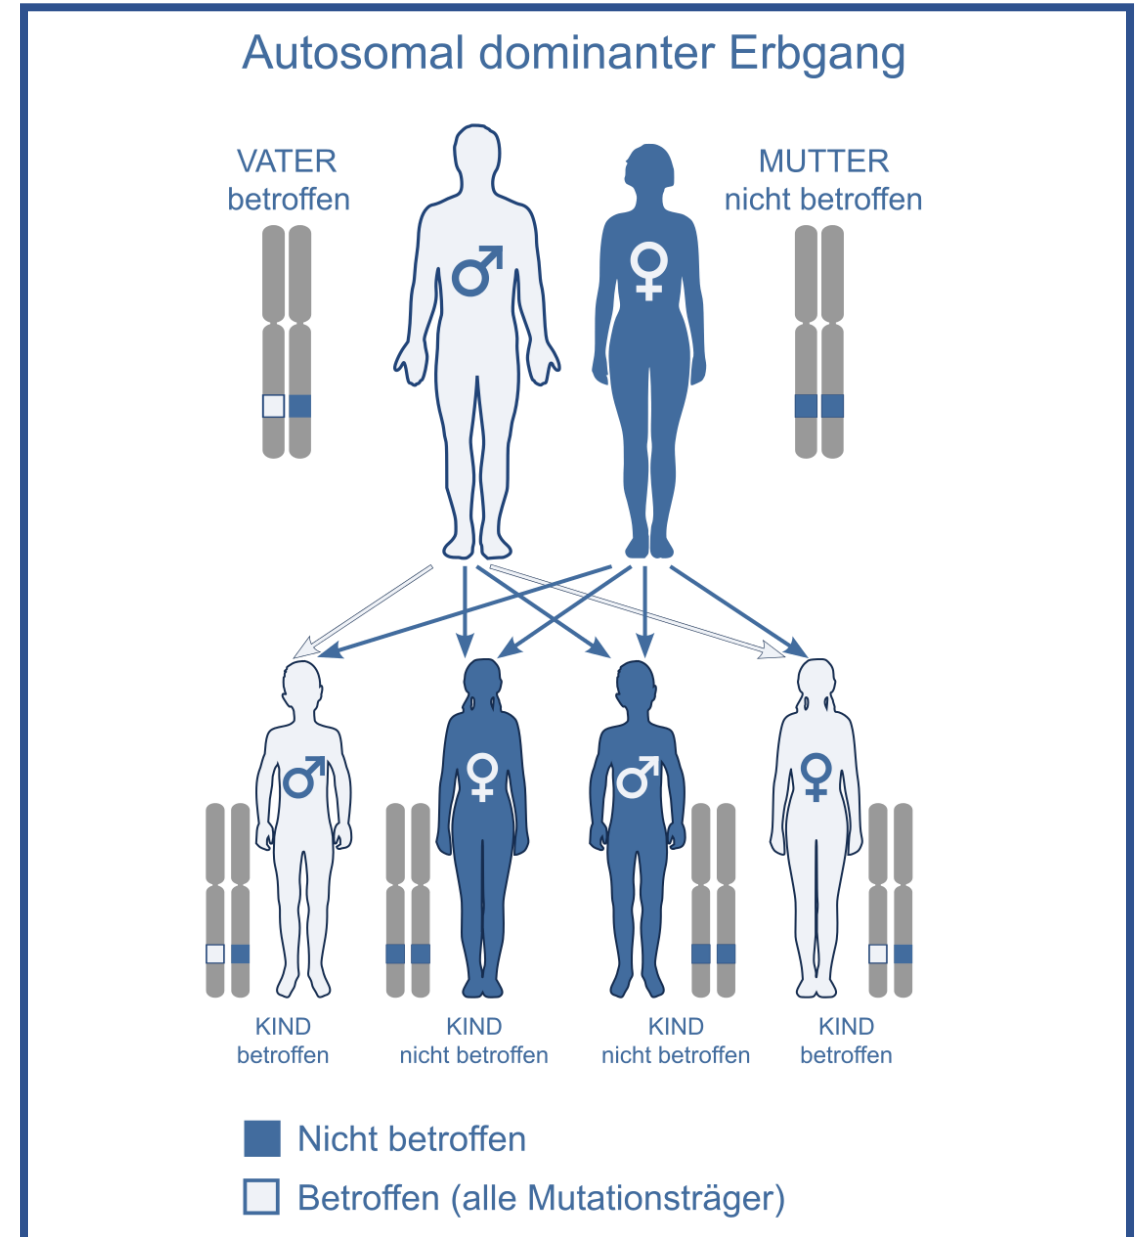 Autosomal dominanter Erbgang
VATER
betroffen
MUTTER
nicht betroffen
KIND
betroffen
KIND
nicht betroffen
KIND
nicht betroffen
KIND
betroffen
Nicht betroffen
Betroffen (alle Mutationsträger)